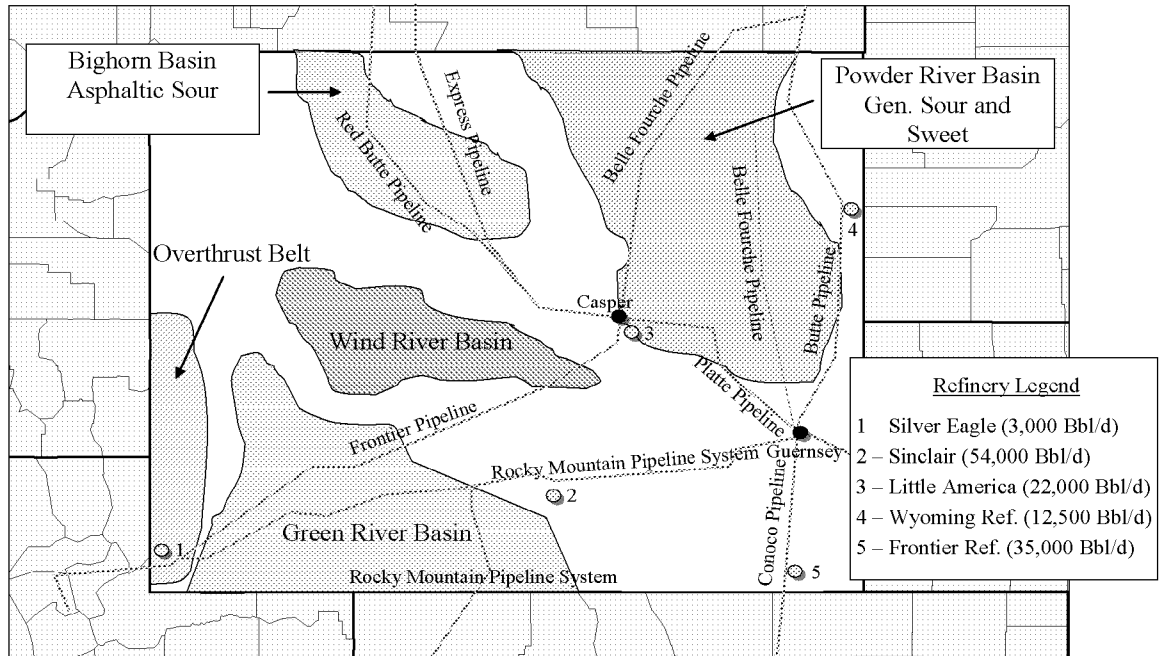 Bighorn Basin
Asphaltic Sour
Powder River Basin
Gen. Sour and
Sweet
Express Pipeline
Red Butte Pipeline
Belle Fourche Pipeline
Belle Fourche Pipeline
Butte Pipeline
4
Overthrust Belt
Casper
3
Wind River Basin
Platte Pipeline
Frontier Pipeline
Guernsey
Rocky Mountain Pipeline System
2
Conoco Pipeline
Green River Basin
1
Rocky Mountain Pipeline System
5
Refinery Legend
1 Silver Eagle (3,000 Bbl/d)
2 – Sinclair (54,000 Bbl/d)
3 – Little America (22,000 Bbl/d)
4 – Wyoming Ref. (12,500 Bbl/d)
5 – Frontier Ref. (35,000 Bbl/d)